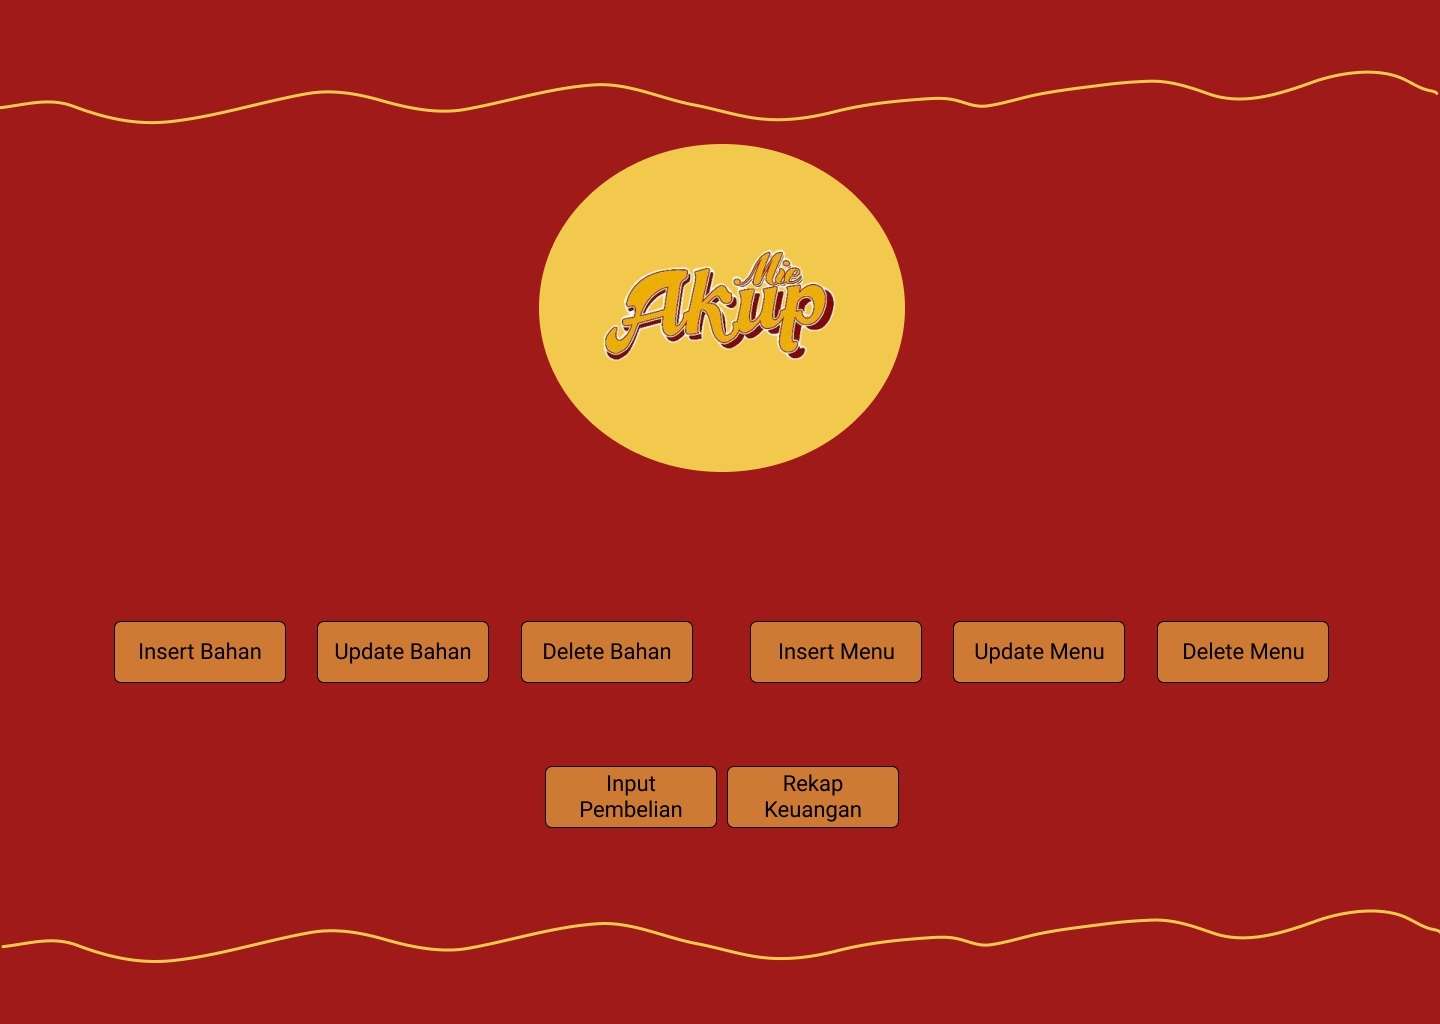 Mie
Akup
Insert Bahan
Update Bahan
Delete Bahan
Insert Menu
Update Menu
Delete Menu
Input
Pembelian
Rekap
Keuangan